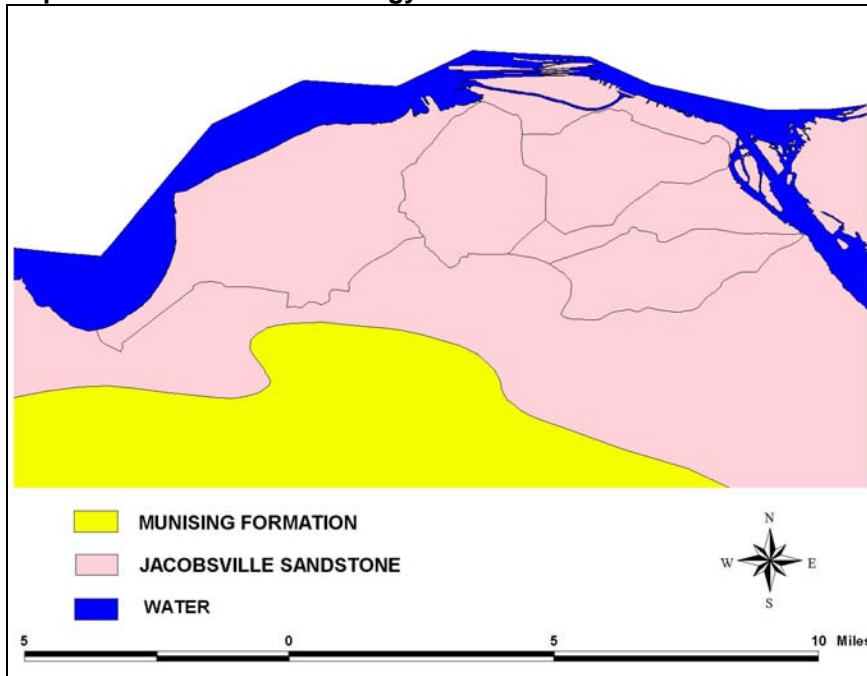 MUNISING FORMATION
JACOBSVILLE SANDSTONE
WATER
N
W E
S
5 0 5 10 Miles